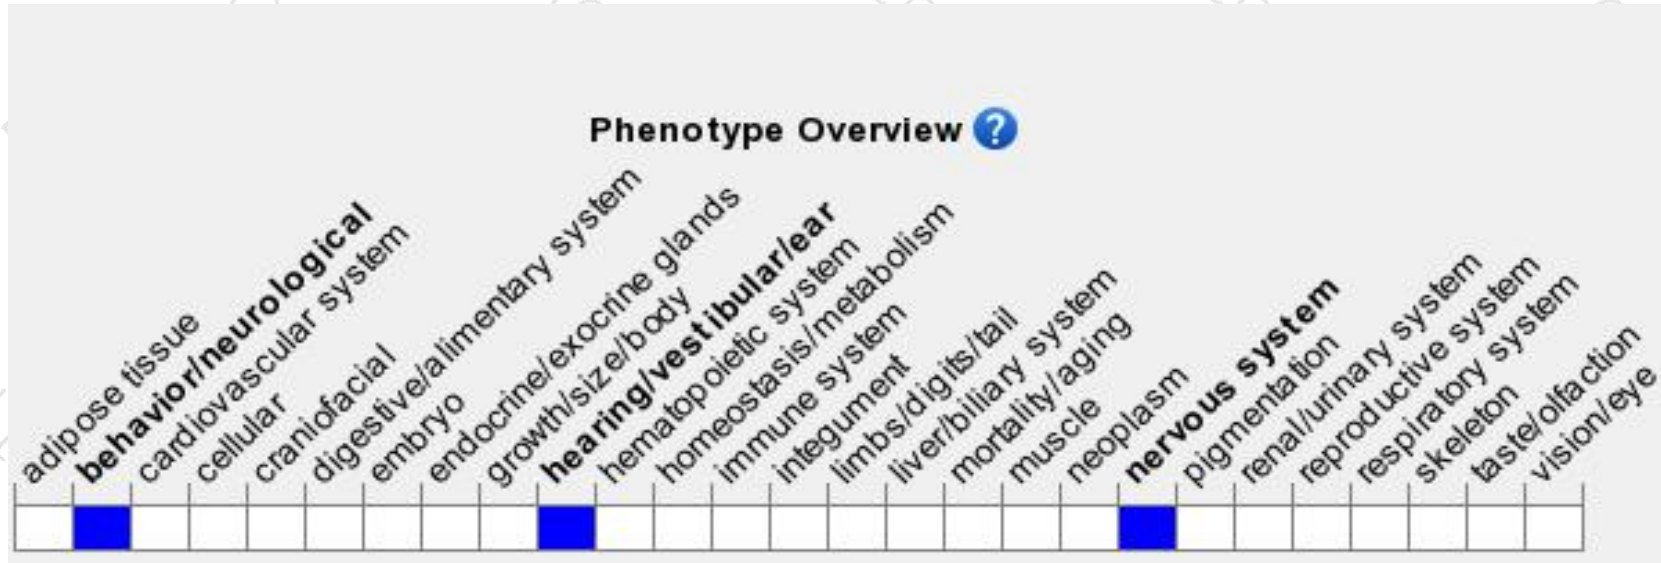 Phenotype Overview ?
adipose tissue
behavior/neurological
cardiovascular system
cellular
craniofacial
digestive/alimentary system
embryo
endocrine/exocrine glands
growth/size/body
hearing/vestibular/ear
hematopoietic system
homeostasis/metabolism
immune system
integument
limbs/digits/tail
liver/biliary system
mortality/aging
muscle
neoplasm
nervous system
pigmentation
renal/urinary system
reproductive system
respiratory system
skeleton
taste/olfaction
vision/eye